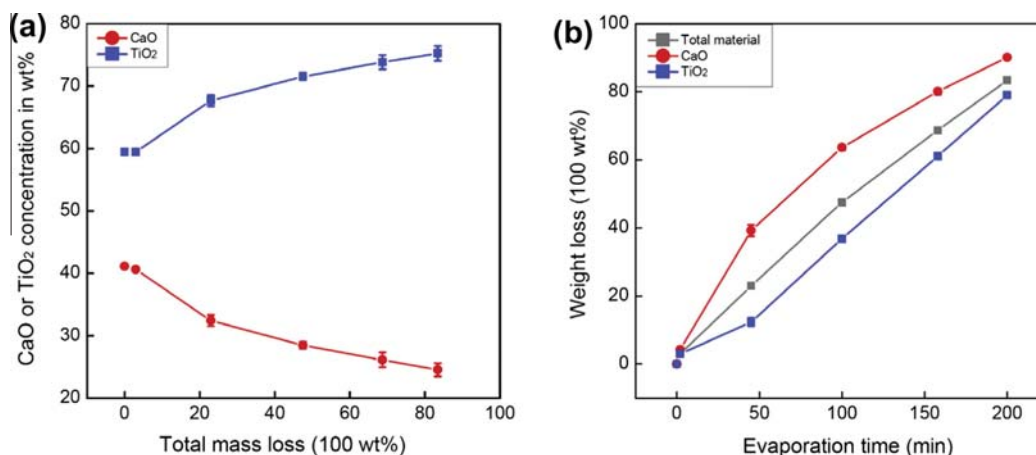 (a)
CaO
TiO2
80
70
60
50
40
30
20
CaO or TiO2 concentration in wt%
0 20 40 60 80 100
Total mass loss (100 wt%)
(b)
Total material
CaO
TiO2
100
80
60
40
20
0
Weight loss (100 wt%)
0 50 100 150 200
Evaporation time (min)